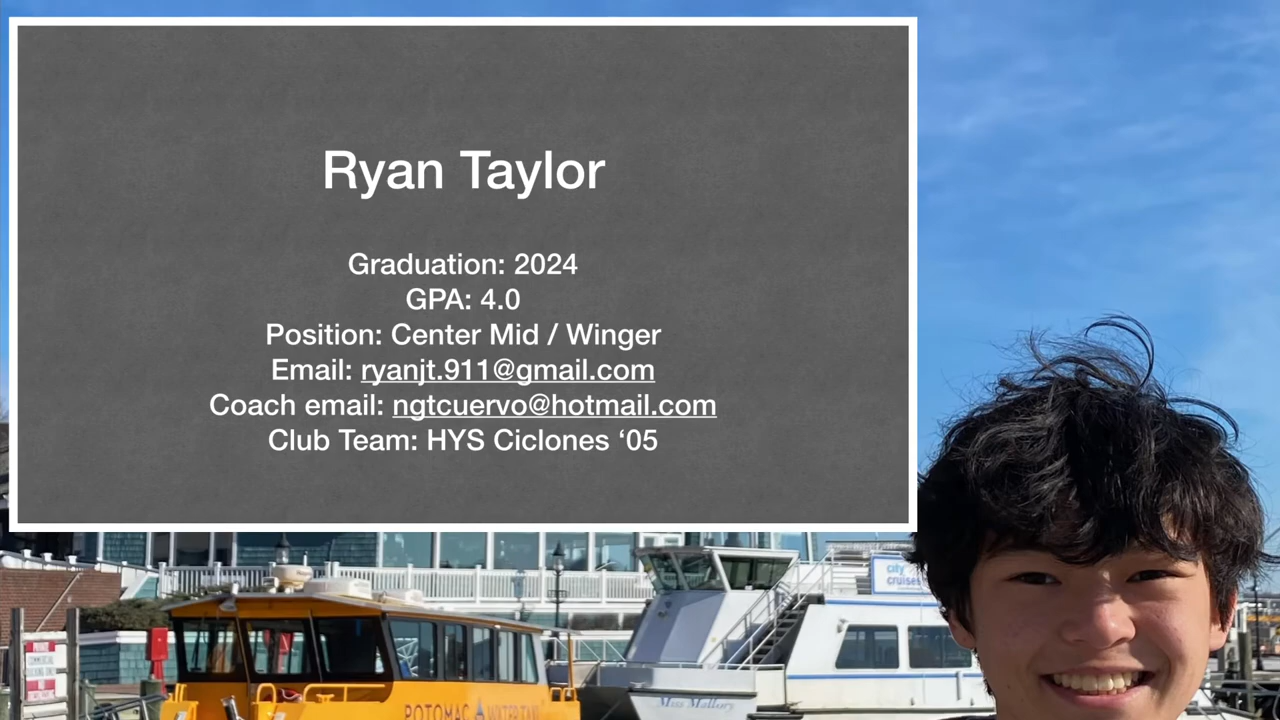 Ryan Taylor
Graduation: 2024
GPA: 4.0
Position: Center Mid / Winger
Email: ryanjt.911@gmail.com
Coach email: ngtcuervo@hotmail.com
Club Team: HYS Ciclones ‘05
city
cruises
COMMERCIAL
POTOMAC WATER TAXI
Miss Mallory